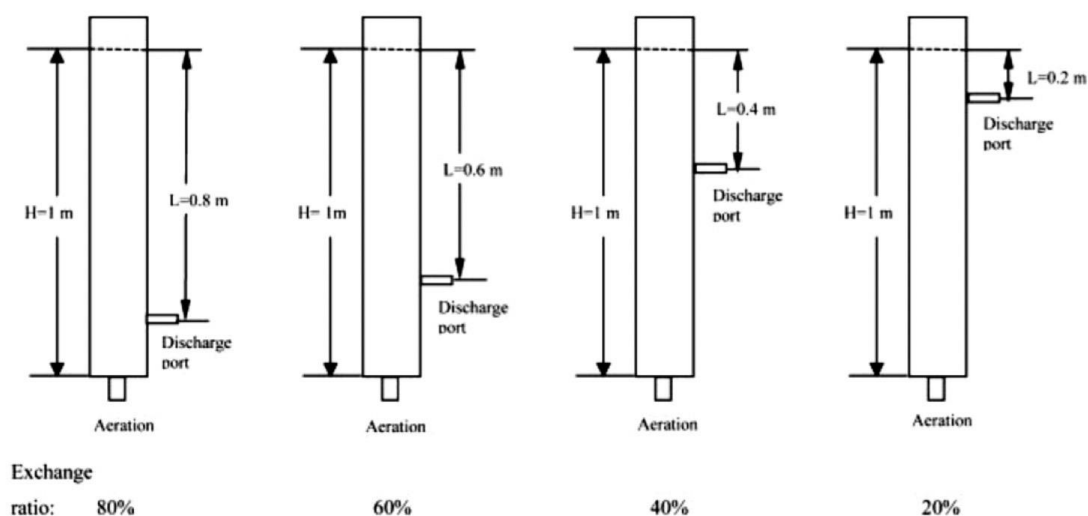 H=1 m
L=0.8 m
Discharge
port
Aeration
H= 1m
L=0.6 m
Discharge
port
Aeration
H=1 m
L=0.4 m
Discharge
port
Aeration
H=1 m
L=0.2 m
Discharge
port
Aeration
Exchange
ratio: 80% 60% 40% 20%